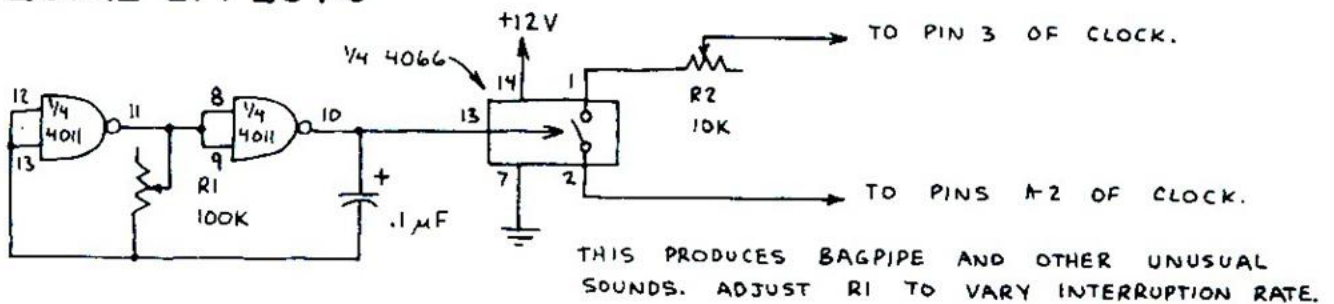 +12V
TO PIN 3 OF CLOCK.
1/4 4066
14
1
R2
10K
12
1/4
4011
11
13
8
1/4
4011
10
9
13
R1
100K
+
.1 µF
7
2
TO PINS 1-2 OF CLOCK.
THIS PRODUCES BAGPIPE AND OTHER UNUSUAL
SOUNDS. ADJUST R1 TO VARY INTERRUPTION RATE.